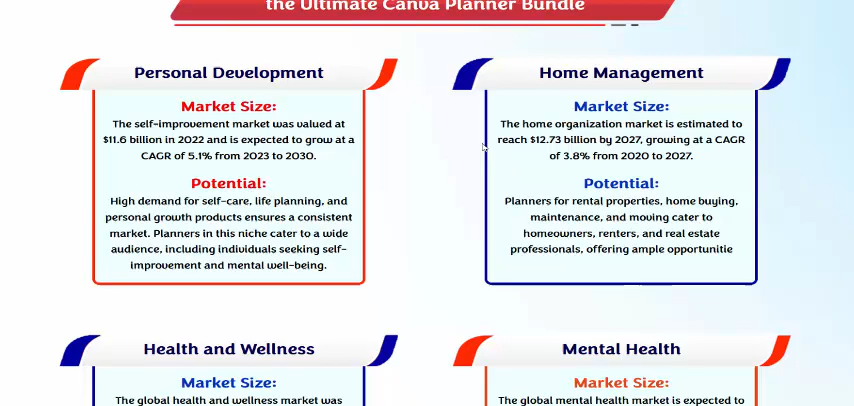 the Ultimate Canva Planner Bundle
Personal Development
Market Size:
The self-improvement market was valued at
$11.6 billion in 2022 and is expected to grow at a
CAGR of 5.1% from 2023 to 2030.
Potential:
High demand for self-care, life planning, and
personal growth products ensures a consistent
market. Planners in this niche cater to a wide
audience, including individuals seeking self-
improvement and mental well-being.
Home Management
Market Size:
The home organization market is estimated to
reach $12.73 billion by 2027, growing at a CAGR
of 3.8% from 2020 to 2027.
Potential:
Planners for rental properties, home buying,
maintenance, and moving cater to
homeowners, renters, and real estate
professionals, offering ample opportunitie
Health and Wellness
Market Size:
The global health and wellness market was
Mental Health
Market Size:
The global mental health market is expected to